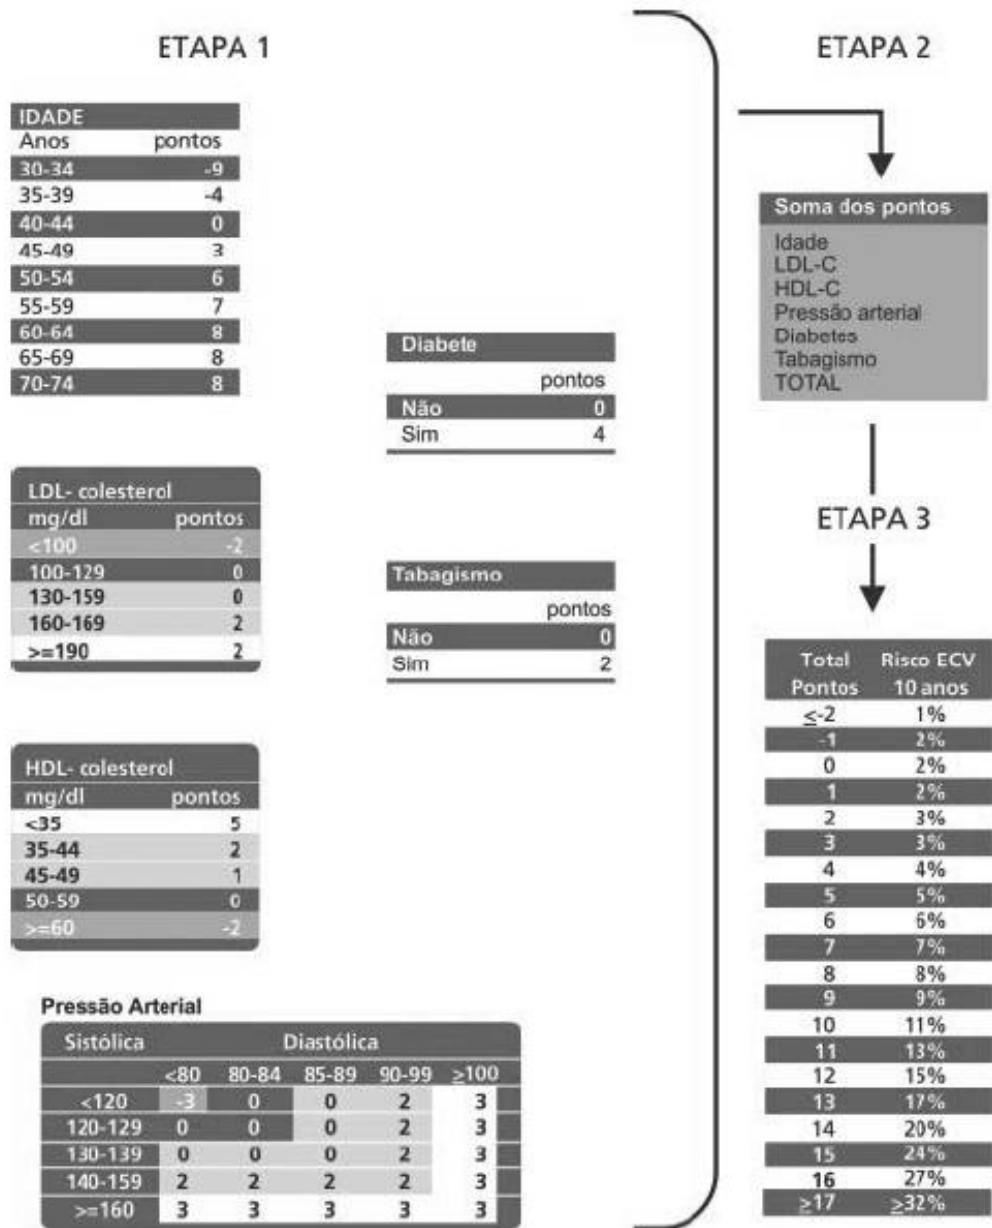 ETAPA 1
IDADE
Anos pontos
30-34 -9
35-39 -4
40-44 0
45-49 3
50-54 6
55-59 7
60-64 8
65-69 8
70-74 8
LDL- colesterol
mg/dl pontos
<100 -2
100-129 0
130-159 0
160-169 2
>=190 2
HDL- colesterol
mg/dl pontos
<35 5
35-44 2
45-49 1
50-59 0
>=60 -2
Diabete
pontos
Não 0
Sim 4
Tabagismo
pontos
Não 0
Sim 2
Pressão Arterial
Sistólica Diastólica
<80 80-84 85-89 90-99 ≥100
<120 -3 0 0 2 3
120-129 0 0 0 2 3
130-139 0 0 0 2 3
140-159 2 2 2 2 3
>=160 3 3 3 3 3
ETAPA 2
Soma dos pontos
Idade
LDL-C
HDL-C
Pressão arterial
Diabetes
Tabagismo
TOTAL
ETAPA 3
Total Risco ECV
Pontos 10 anos
≤-2 1%
-1 2%
0 2%
1 2%
2 3%
3 3%
4 4%
5 5%
6 6%
7 7%
8 8%
9 9%
10 11%
11 13%
12 15%
13 17%
14 20%
15 24%
16 27%
≥17 ≥32%